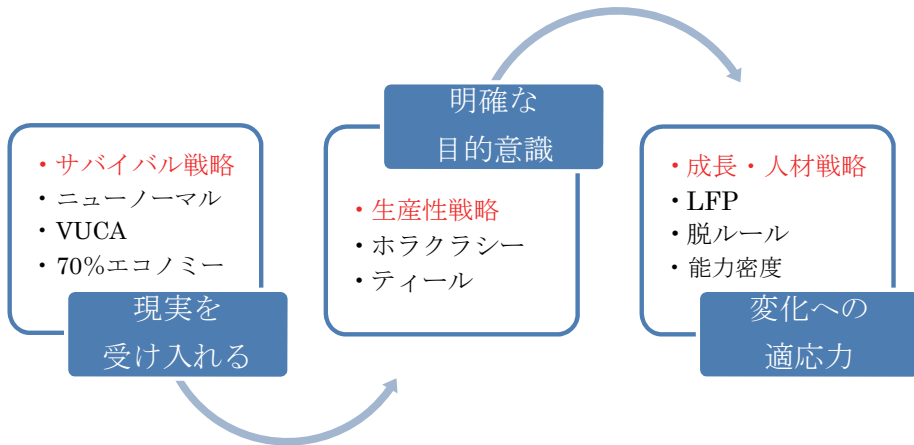 ・サバイバル戦略
・ニューノーマル
・VUCA
・70%エコノミー
現実を
受け入れる
明確な
目的意識
・生産性戦略
・ホラクラシー
・ティール
・成長・人材戦略
・LFP
・脱ルール
・能力密度
変化への
適応力